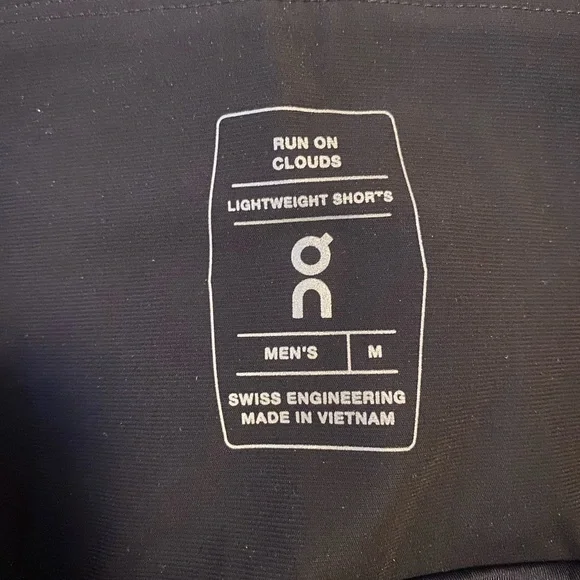 RUN ON
CLOUDS
LIGHTWEIGHT SHORTS
MEN'S M
SWISS ENGINEERING
MADE IN VIETNAM